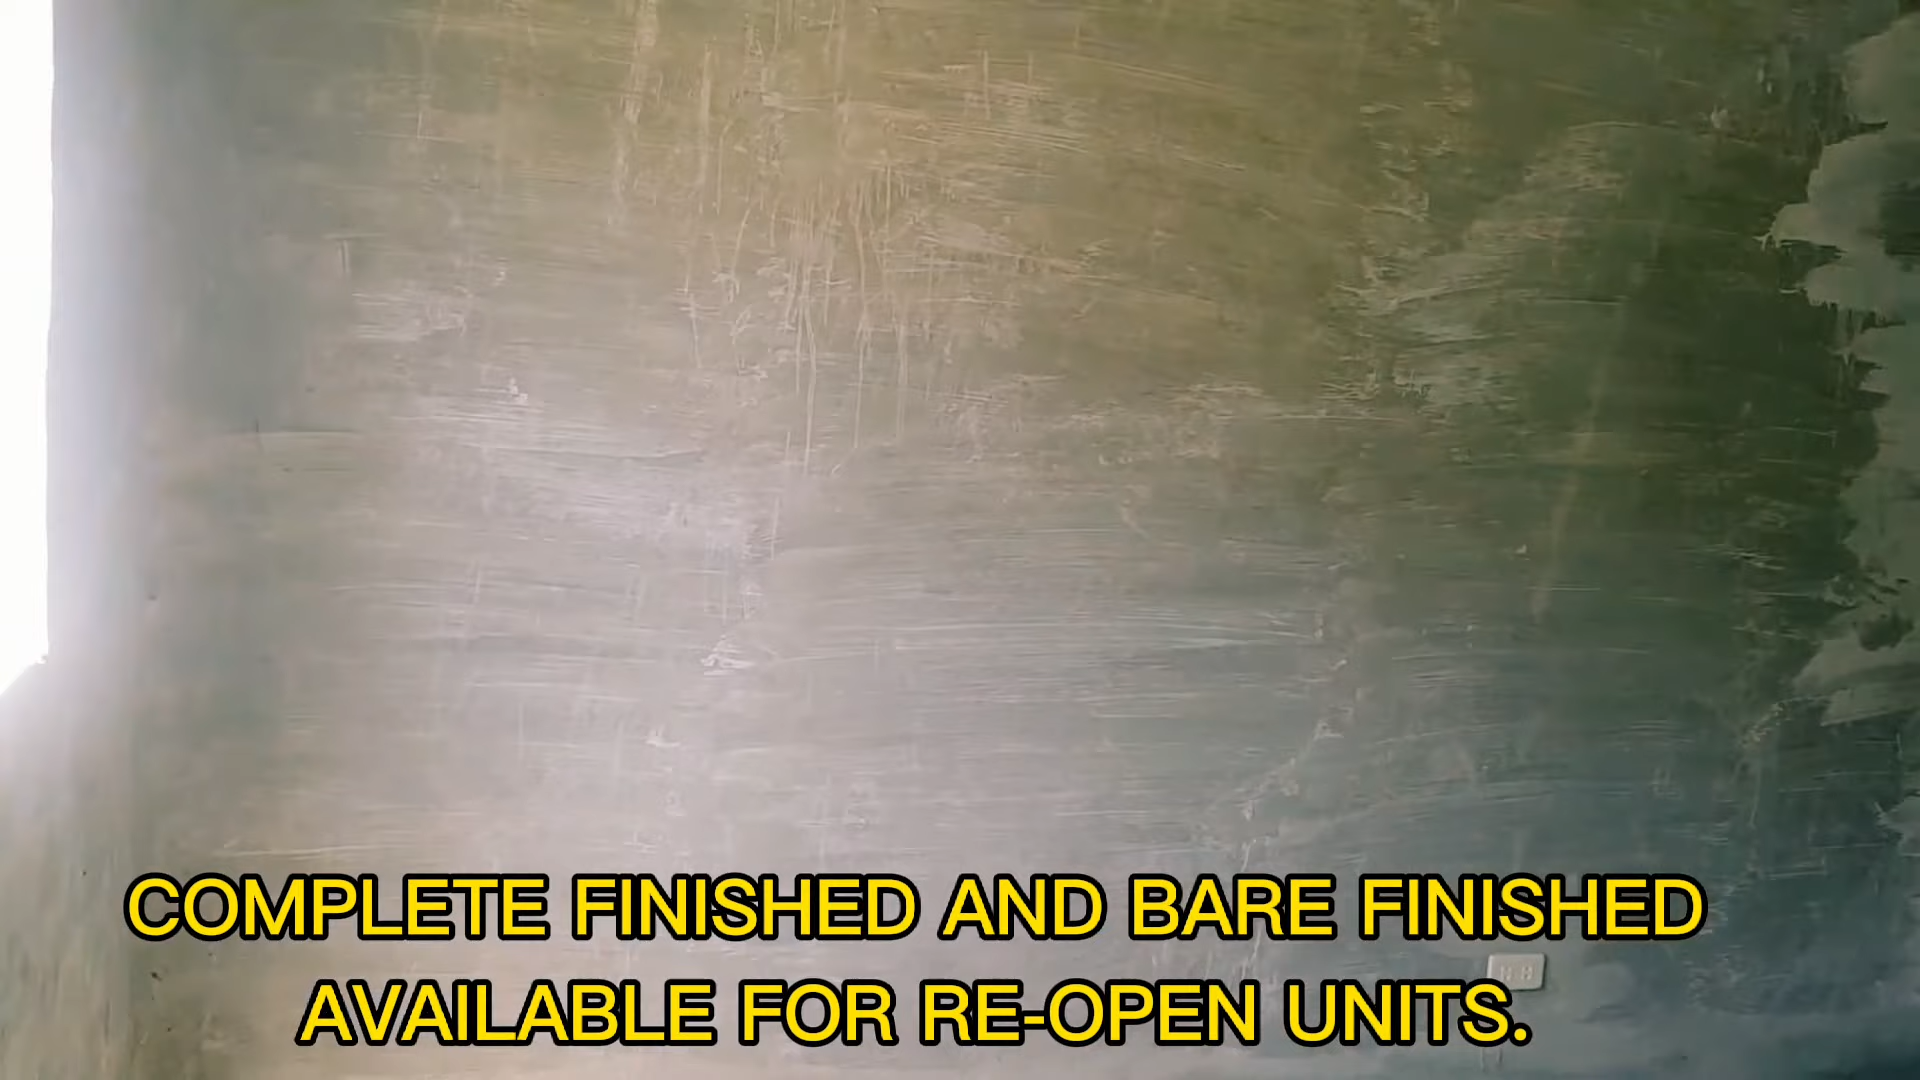 COMPLETE FINISHED AND BARE FINISHED
AVAILABLE FOR RE-OPEN UNITS.